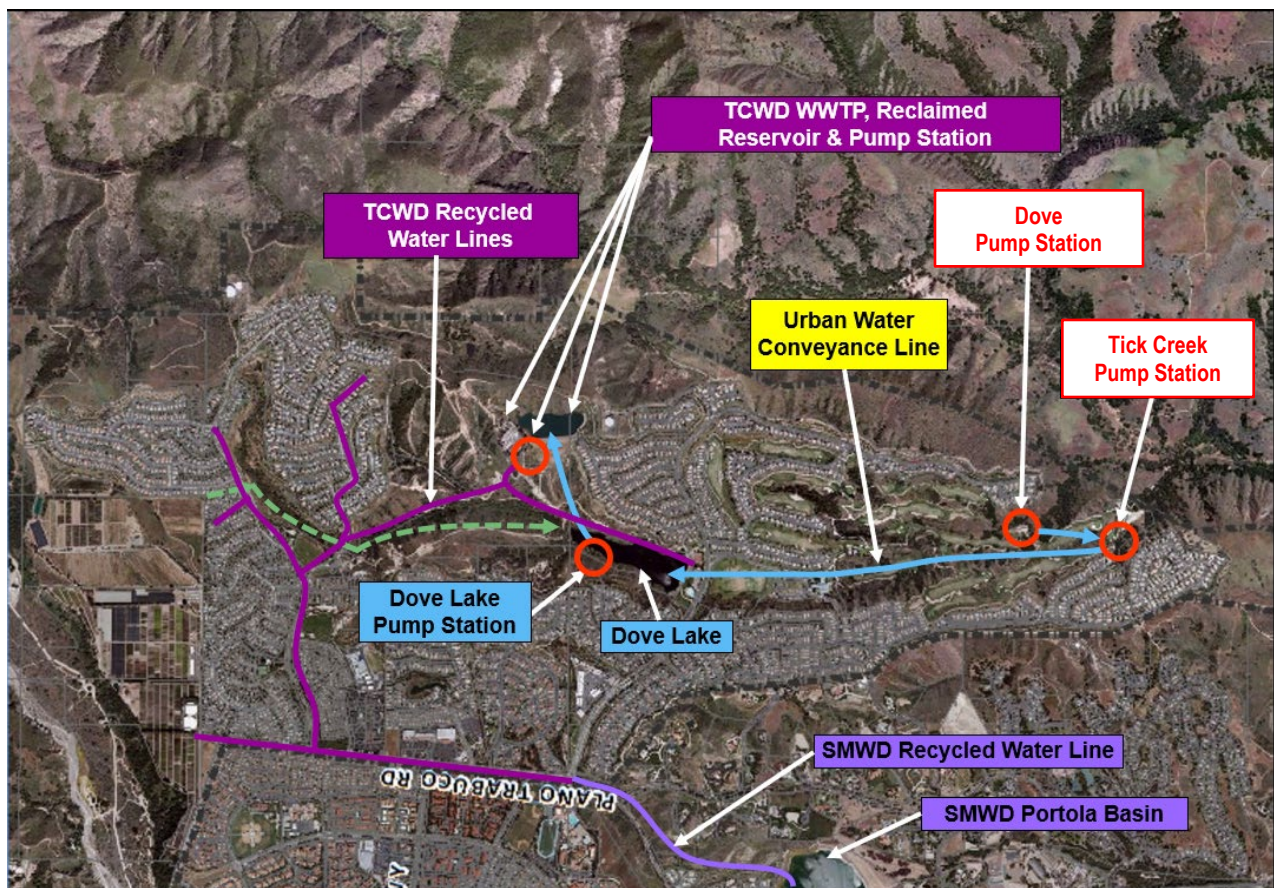 TCWD WWTP, Reclaimed
Reservoir & Pump Station
TCWD Recycled
Water Lines
Dove
Pump Station
Urban Water
Conveyance Line
Tick Creek
Pump Station
Dove Lake
Pump Station
Dove Lake
SMWD Recycled Water Line
PLANO TRABUCO RD
SMWD Portola Basin